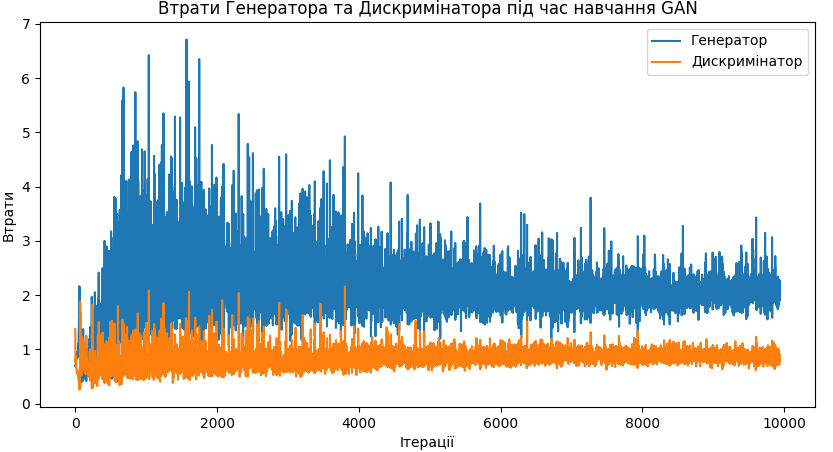 Втрати Генератора та Дискримінатора під час навчання GAN
Генератор
Дискримінатор
Втрати
7
6
5
4
3
2
1
0
0 2000 4000 6000 8000 10000
Ітерації